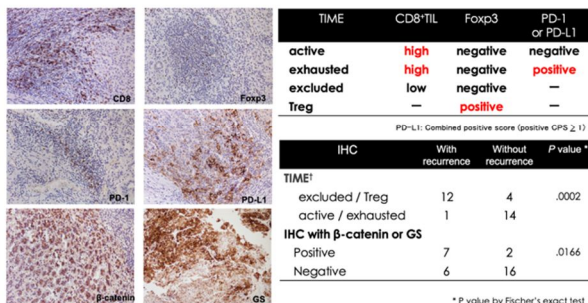 CD8
Foxp3
PD-1
PD-L1
β-catenin
GS
TIME CD8⁺TIL Foxp3 PD-1 or PD-L1
active high negative negative
exhausted high negative positive
excluded low negative —
Treg — positive —
PD-L1: Combined positive score (positive CPS ≥ 1)
IHC With recurrence Without recurrence P value *
TIME†
excluded / Treg 12 4 .0002
active / exhausted 1 14
IHC with β-catenin or GS
Positive 7 2 .0166
Negative 6 16
* P value by Fischer's exact test